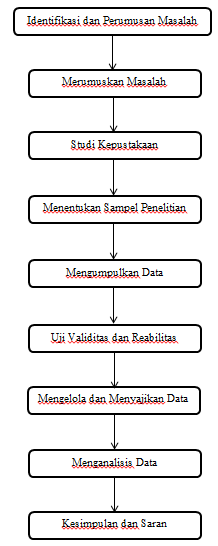 Identifikasi dan Perumusan Masalah
Merumuskan Masalah
Studi Kepustakaan
Menentukan Sampel Penelitian
Mengumpulkan Data
Uji Validitas dan Reabilitas
Mengelola dan Menyajikan Data
Menganalisis Data
Kesimpulan dan Saran